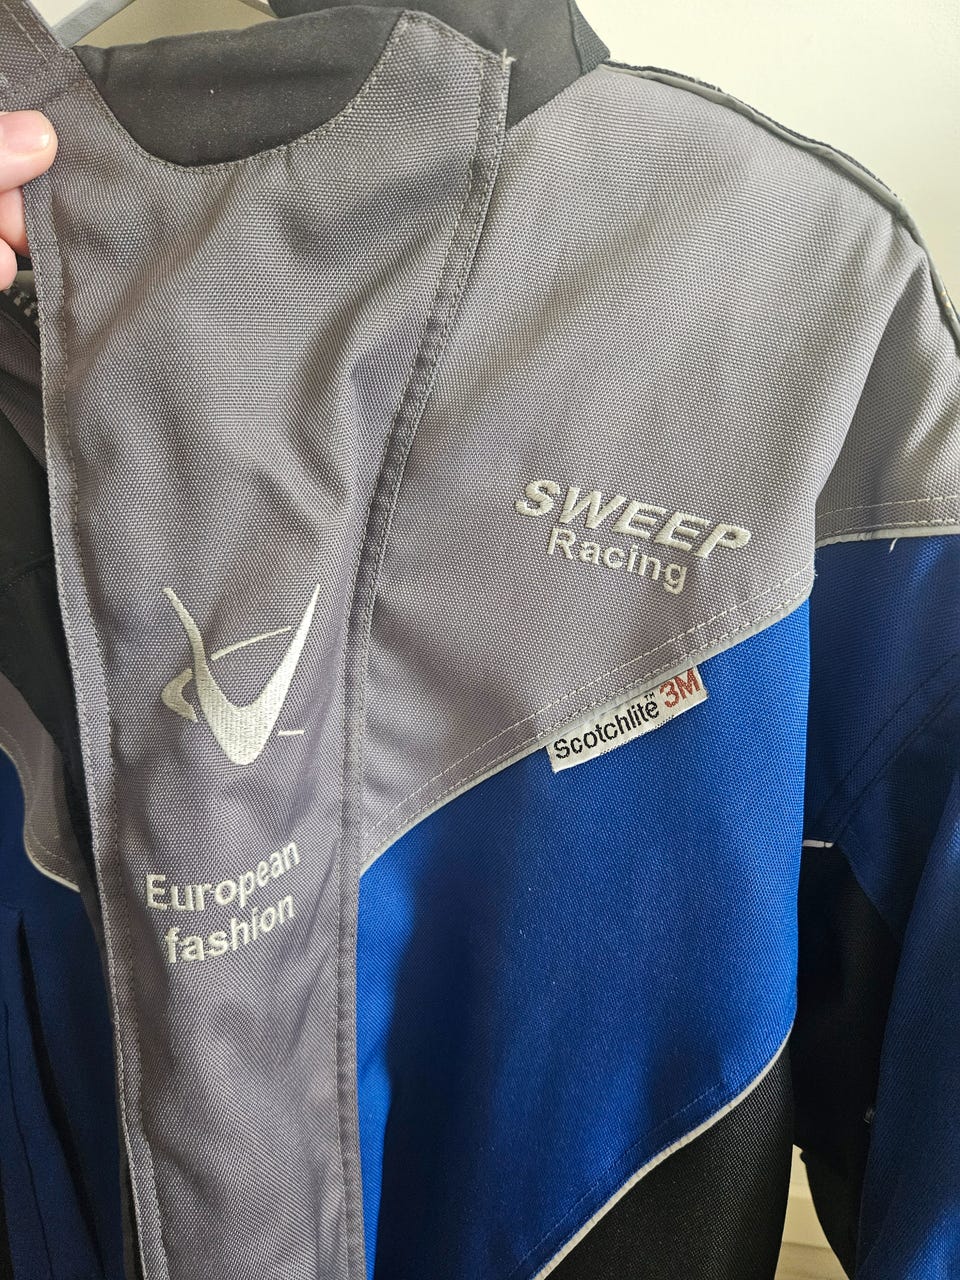 SWEEP
Racing
Scotchlite™ 3M
European
fashion